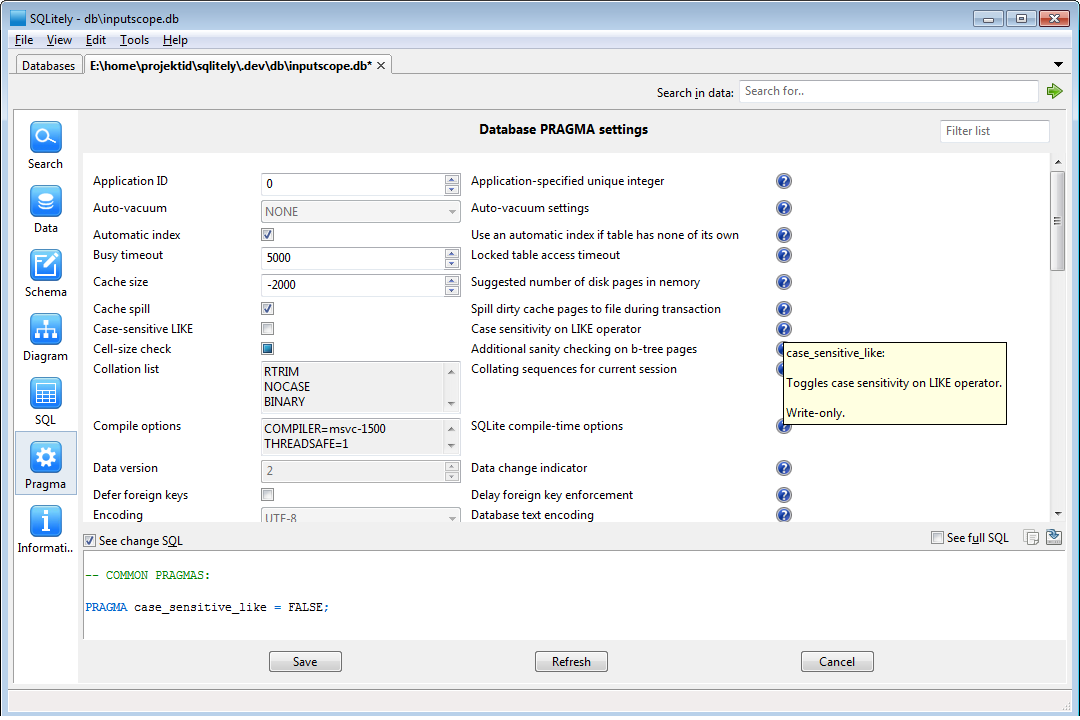 SQLitely - db\inputscope.db
File View Edit Tools Help
Databases E:\home\projektid\sqlitely\.dev\db\inputscope.db*
Search in data: Search for..
Database PRAGMA settings
Filter list
Search
Data
Schema
Diagram
SQL
Pragma
Informati..
Application ID 0 Application-specified unique integer
Auto-vacuum NONE Auto-vacuum settings
Automatic index Use an automatic index if table has none of its own
Busy timeout 5000 Locked table access timeout
Cache size -2000 Suggested number of disk pages in nemory
Cache spill Spill dirty cache pages to file during transaction
Case-sensitive LIKE Case sensitivity on LIKE operator
Cell-size check Additional sanity checking on b-tree pages
Collation list RTRIM Collating sequences for current session
NOCASE
BINARY
case_sensitive_like:
Toggles case sensitivity on LIKE operator.
Write-only.
Compile options COMPILER=msvc-1500 SQLite compile-time options
THREADSAFE=1
Data version 2 Data change indicator
Defer foreign keys Delay foreign key enforcement
Encoding UTF-8 Database text encoding
See change SQL See full SQL
-- COMMON PRAGMAS:
PRAGMA case_sensitive_like = FALSE;
Save Refresh Cancel